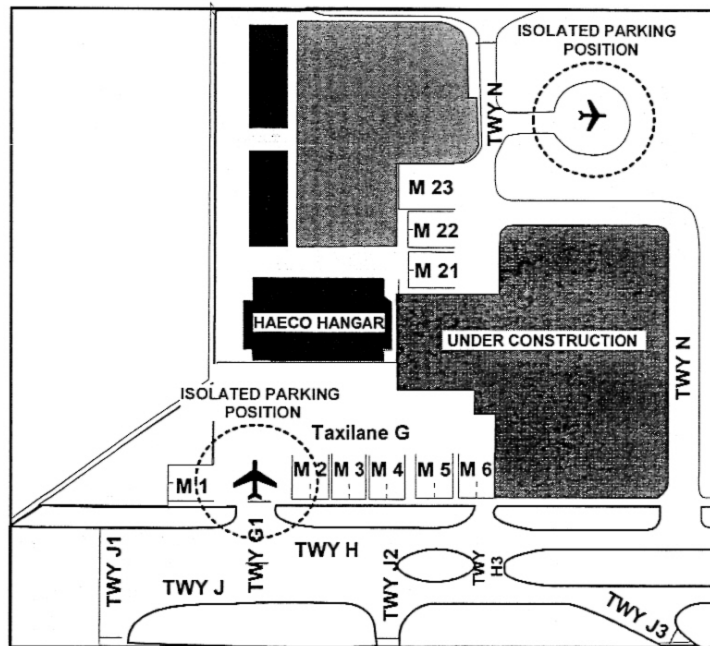 ISOLATED PARKING
POSITION
TWY N
M 23
M 22
M 21
HAECO HANGAR
UNDER CONSTRUCTION
TWY N
ISOLATED PARKING
POSITION
Taxilane G
M 1
M 2
M 3
M 4
M 5
M 6
TWY J1
TWY G1
TWY H
TWY J2
TWY
H3
TWY J
TWY J3